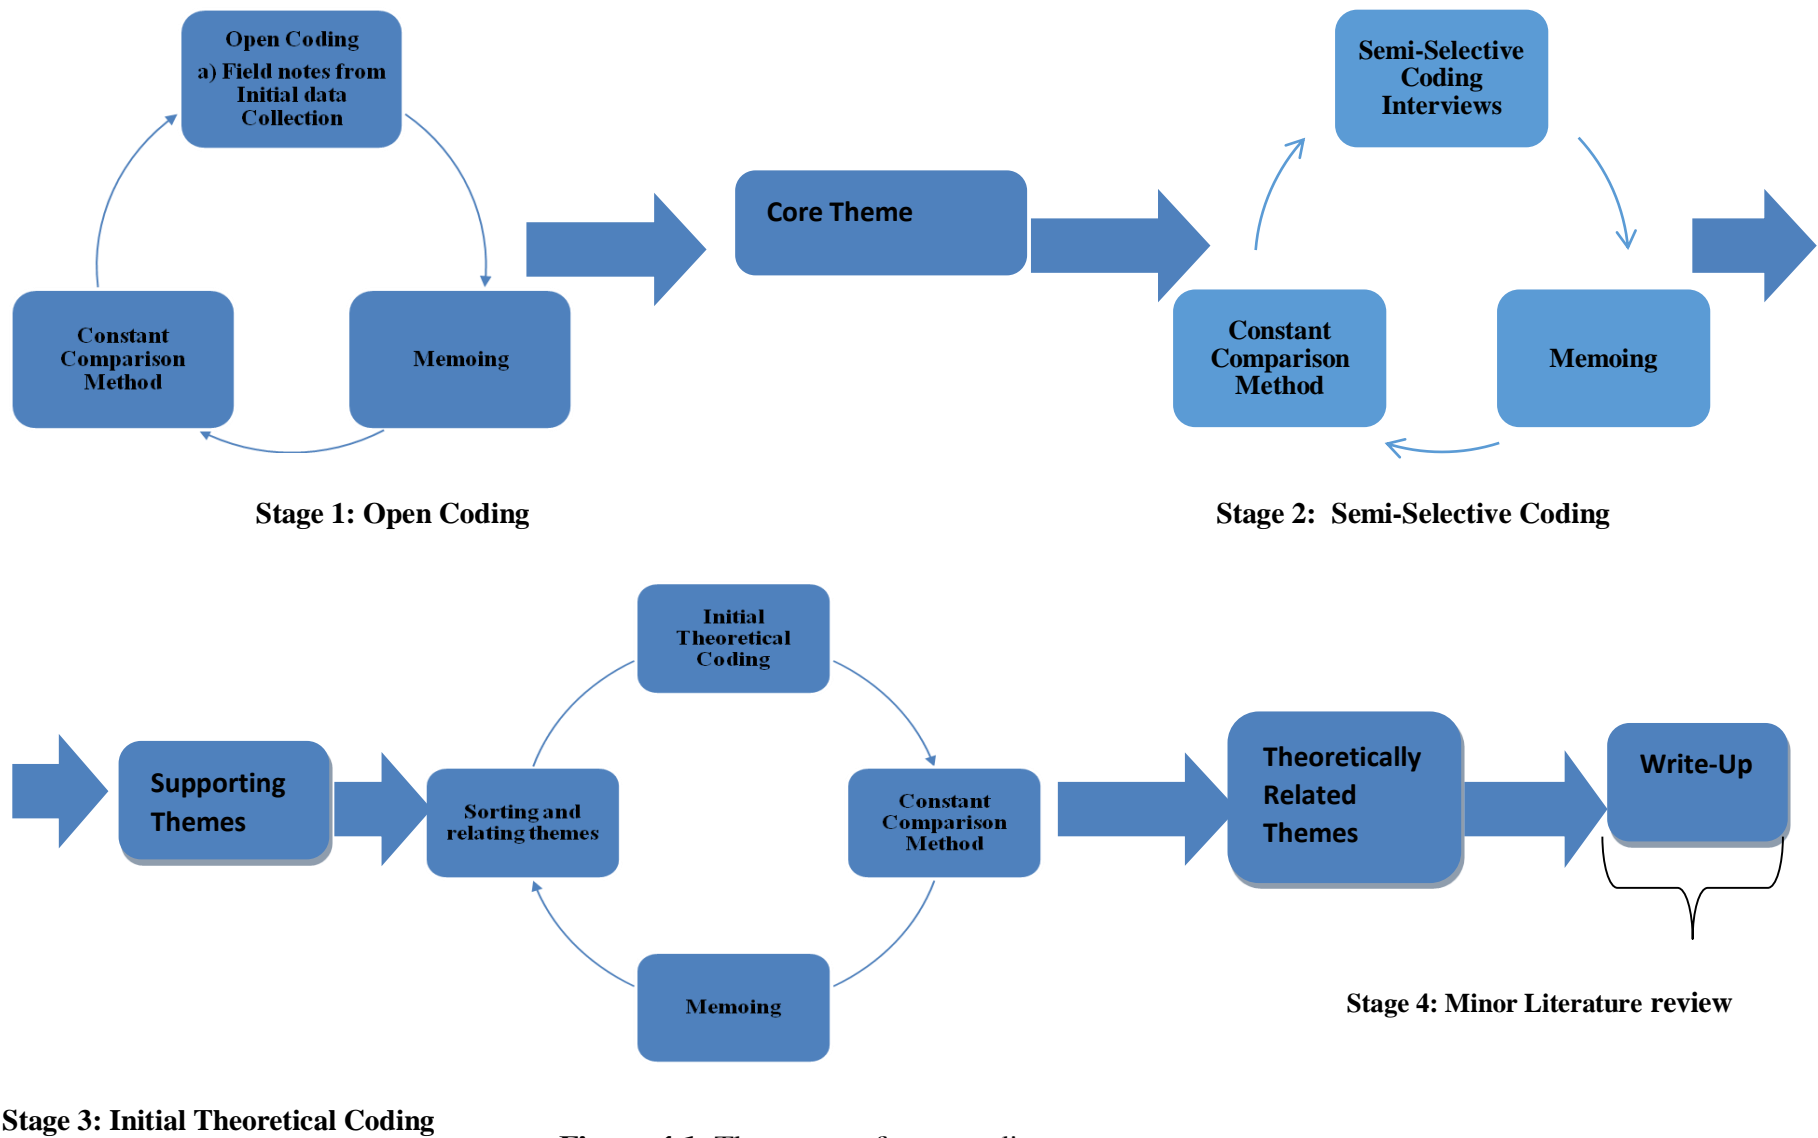 Open Coding
a) Field notes from
Initial data
Collection
Constant
Comparison
Method
Memoing
Core Theme
Semi-Selective
Coding
Interviews
Constant
Comparison
Method
Memoing
Stage 1: Open Coding
Stage 2: Semi-Selective Coding
Supporting
Themes
Initial
Theoretical
Coding
Sorting and
relating themes
Constant
Comparison
Method
Memoing
Theoretically
Related
Themes
Write-Up
Stage 4: Minor Literature review
Stage 3: Initial Theoretical Coding